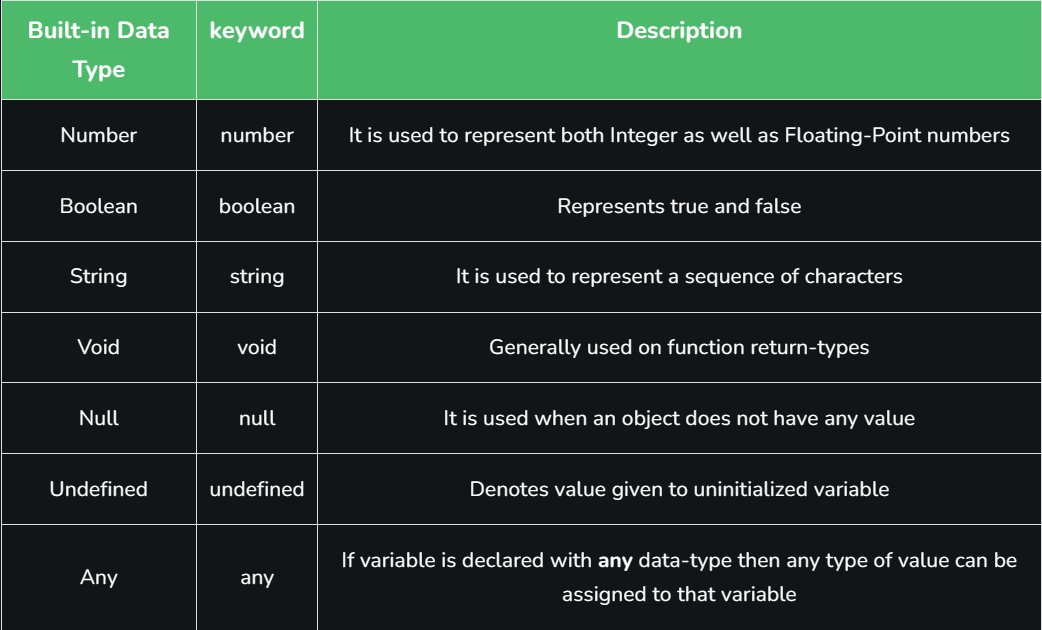 Built-in Data keyword Description
Type
Number number It is used to represent both Integer as well as Floating-Point numbers
Boolean boolean Represents true and false
String string It is used to represent a sequence of characters
Void void Generally used on function return-types
Null null It is used when an object does not have any value
Undefined undefined Denotes value given to uninitialized variable
Any any If variable is declared with any data-type then any type of value can be
assigned to that variable